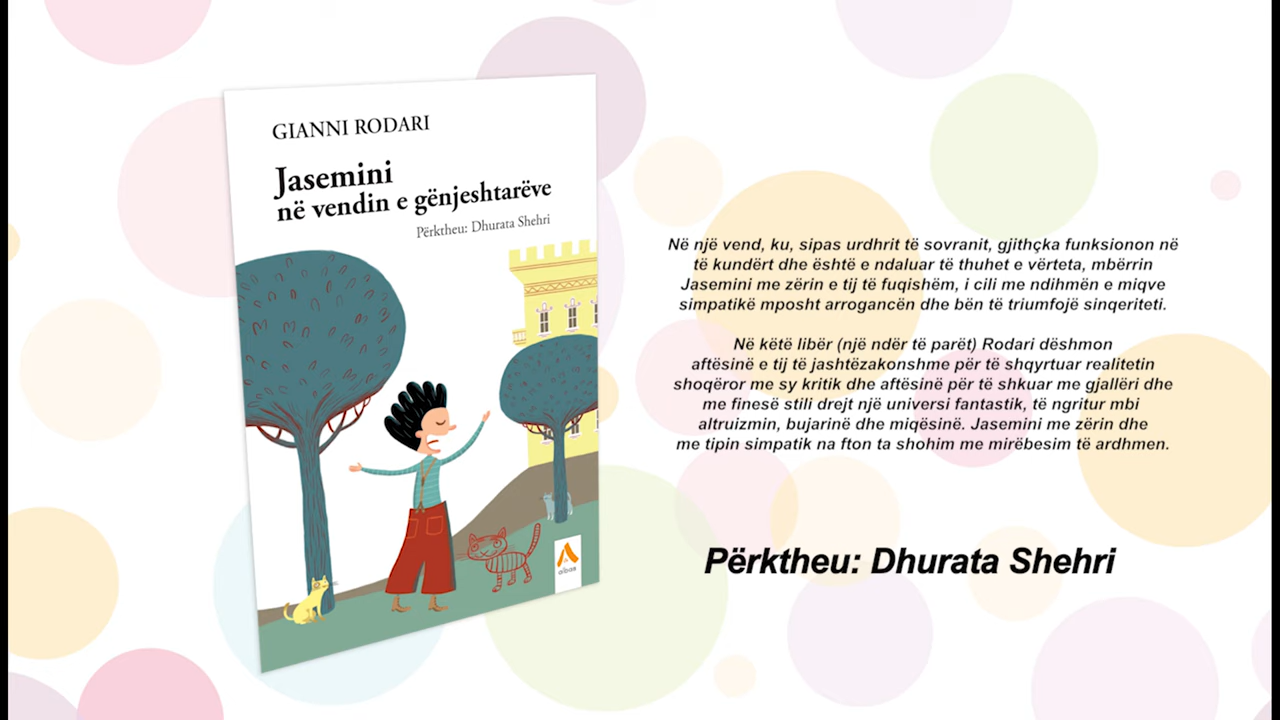 GIANNI RODARI
Jasemini
në vendin e gënjeshtarëve
Përktheu: Dhurata Shehri
albas
Në një vend, ku, sipas urdhrit të sovranit, gjithçka funksionon në
të kundërt dhe është e ndaluar të thuhet e vërteta, mbërrin
Jasemini me zërin e tij të fuqishëm, i cili me ndihmën e miqve
simpatikë mposht arrogancën dhe bën të triumfojë sinqeriteti.
Në këtë libër (një ndër të parët) Rodari dëshmon
aftësinë e tij të jashtëzakonshme për të shqyrtuar realitetin
shoqëror me sy kritik dhe aftësinë për të shkuar me gjallëri dhe
me finesë stili drejt një universi fantastik, të ngritur mbi
altruizmin, bujarinë dhe miqësinë. Jasemini me zërin dhe
me tipin simpatik na fton ta shohim me mirëbesim të ardhmen.
Përktheu: Dhurata Shehri